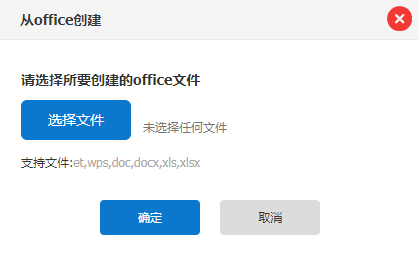 从office创建
请选择所要创建的office文件
选择文件 未选择任何文件
支持文件:et,wps,doc,docx,xls,xlsx
确定 取消